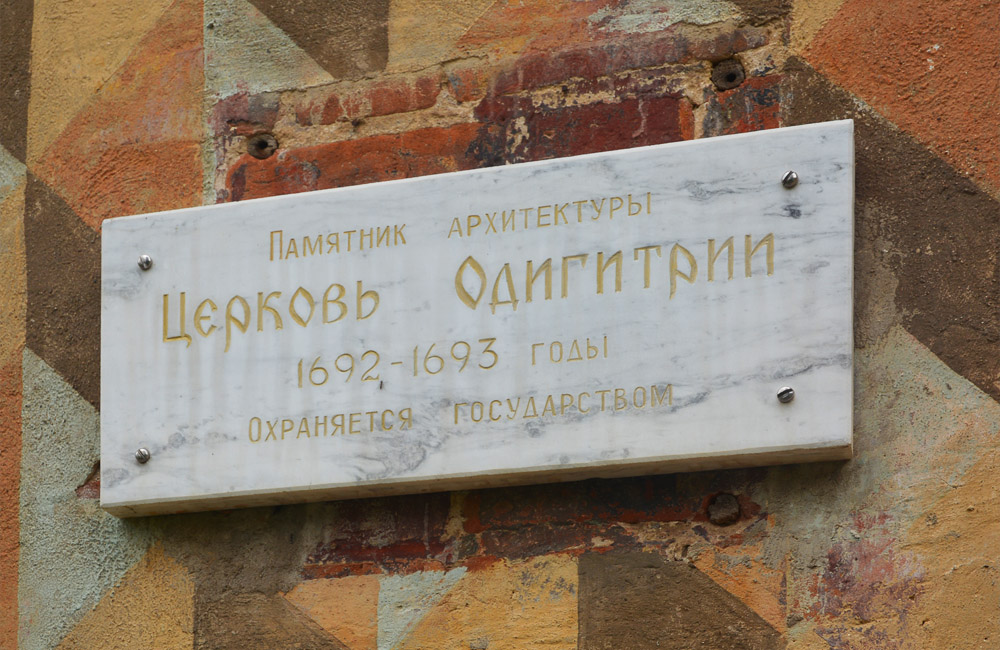 Памятник архитектуры
Церковь Одигитрии
1692-1693 годы
Охраняется государством